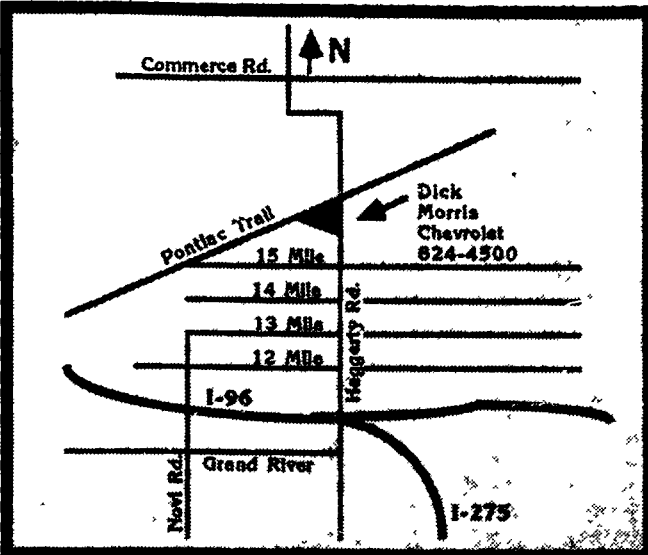 N
Commerce Rd.
Dick
Morris
Chevrolet
624-4500
Pontiac Trail
15 Mile
14 Mile
13 Mile
12 Mile
Haggerty Rd.
I-96
Grand River
Novi Rd.
I-275